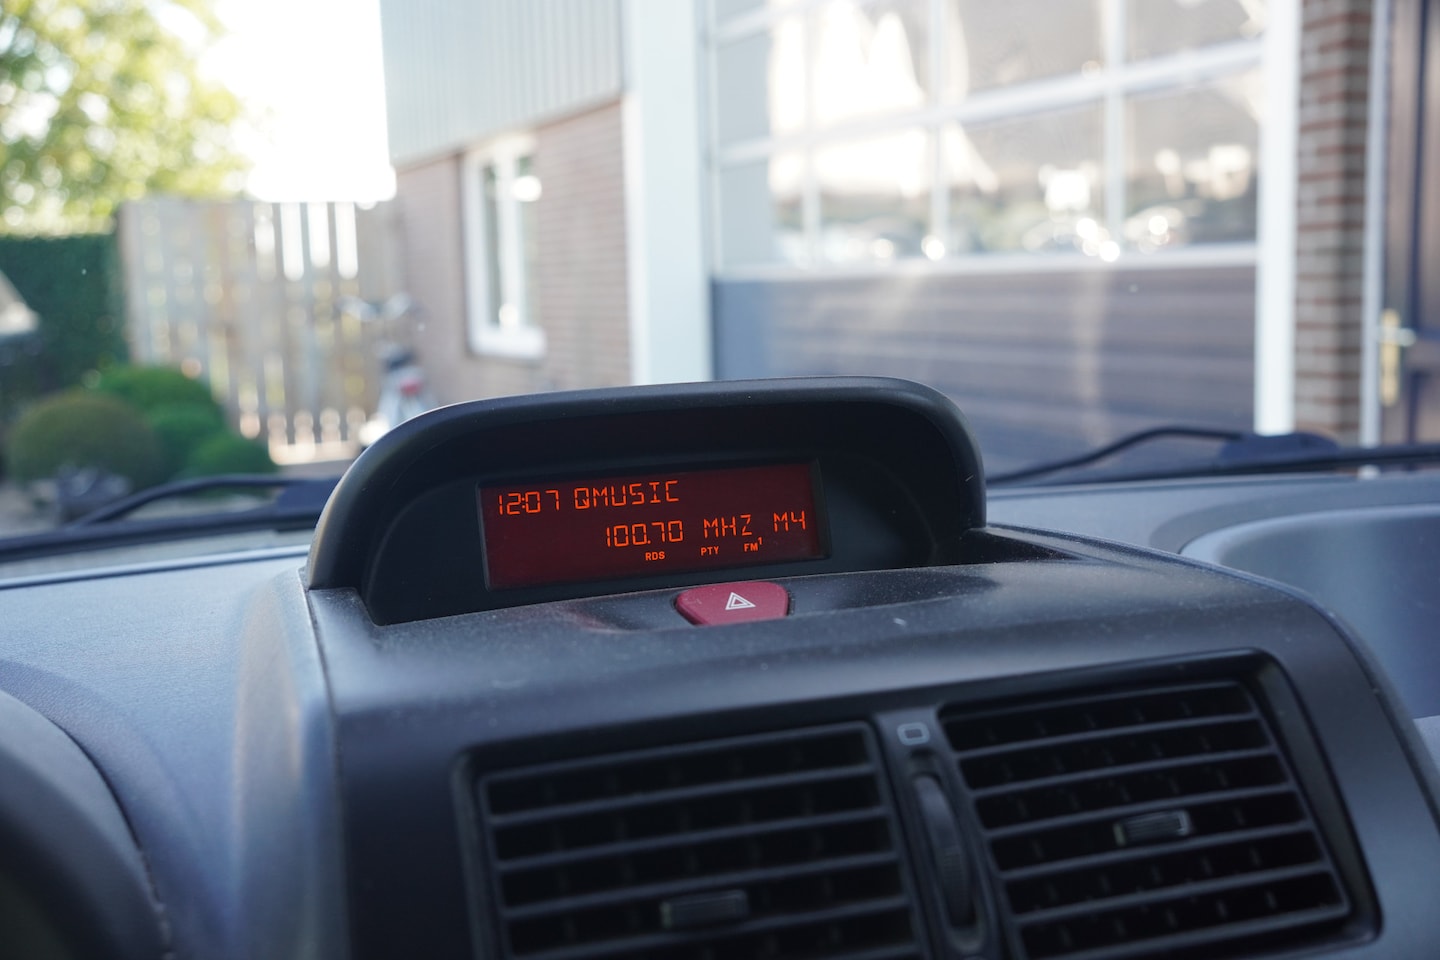 12:07 QMUSIC
100.70 MHZ M4
RDS PTY FM1